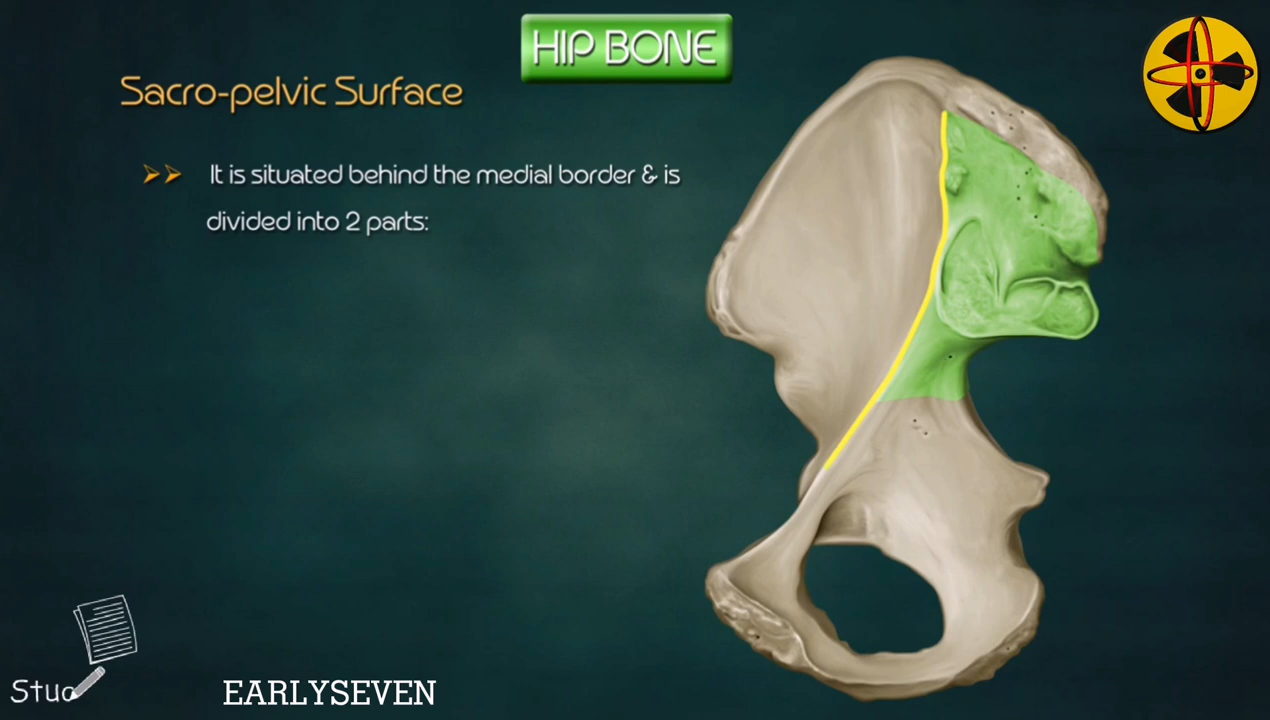 HIP BONE
Sacro-pelvic Surface
It is situated behind the medial border & is
divided into 2 parts:
EARLYSEVEN